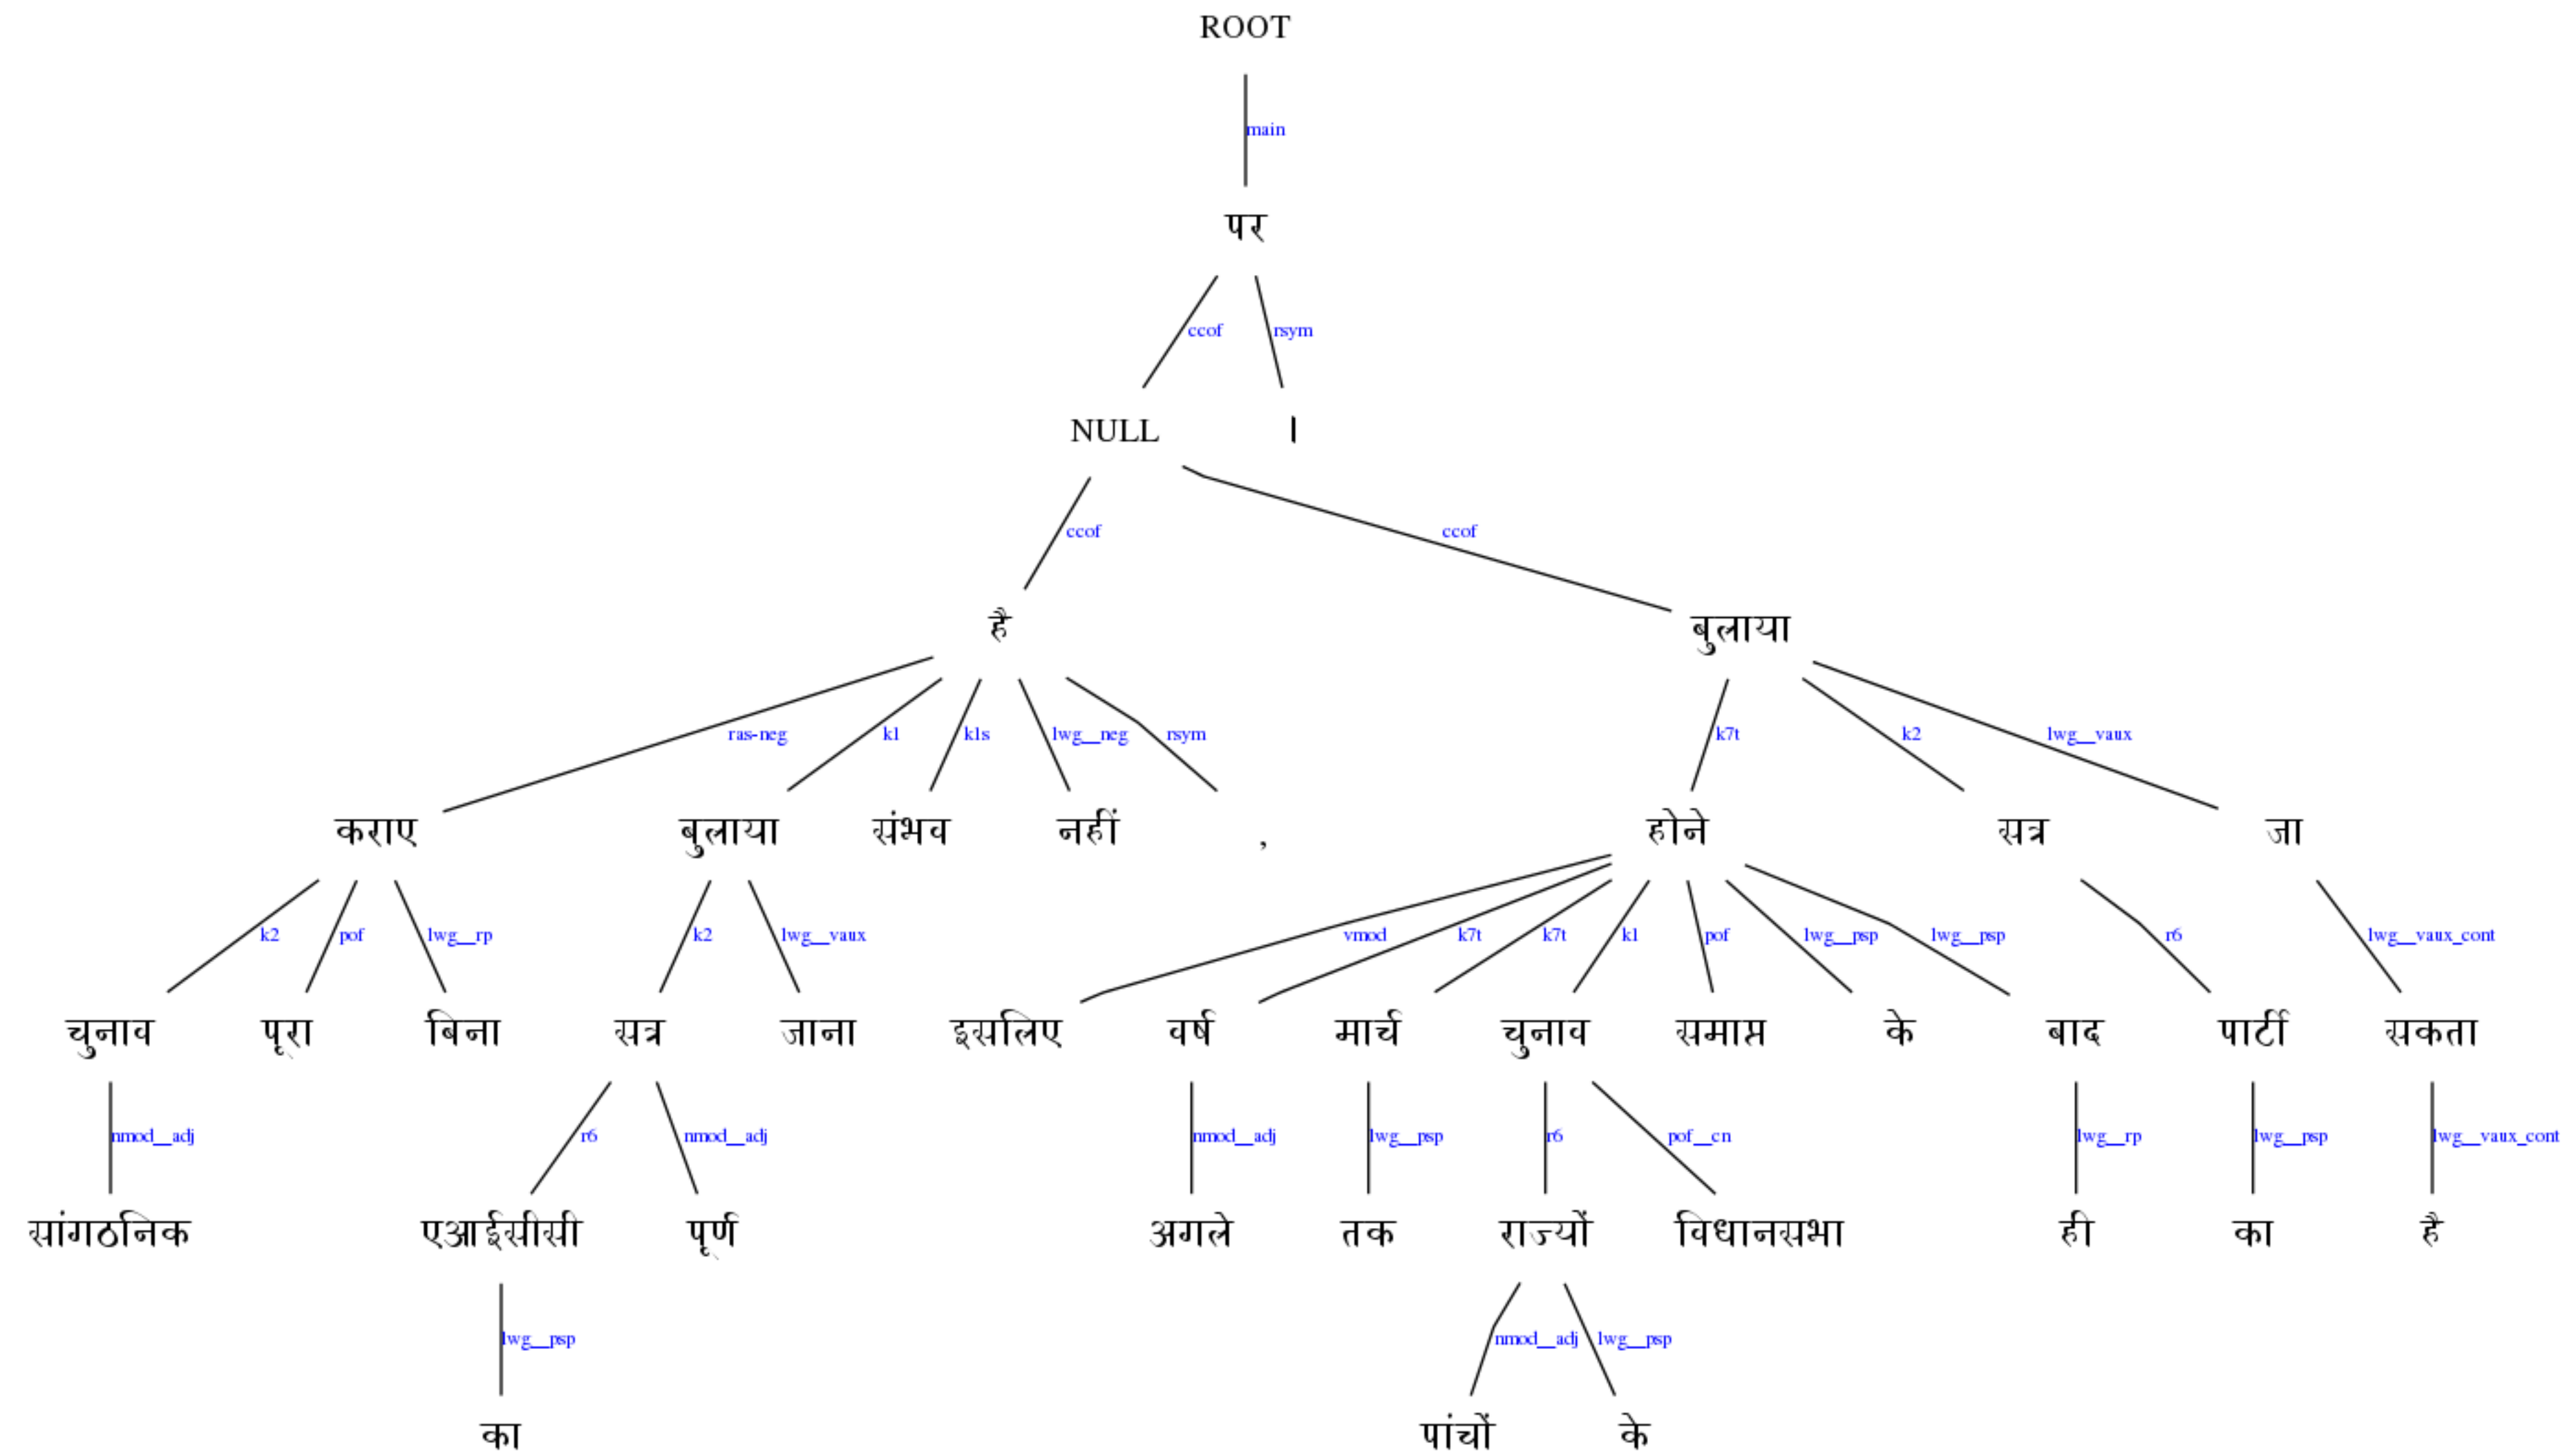 ROOT
main
पर
ccof rsym
NULL ।
ccof ccof
है बुलाया
ras-neg k1 k1s lwg__neg rsym k7t k2 lwg__vaux
कराए बुलाया संभव नहीं , होने सत्र जा
k2 pof lwg__rp k2 lwg__vaux vmod k7t k7t k1 pof lwg__psp lwg__psp r6 lwg__vaux_cont
चुनाव पूरा बिना सत्र जाना इसलिए वर्ष मार्च चुनाव समाप्त के बाद पार्टी सकता
nmod__adj r6 nmod__adj nmod__adj lwg__psp r6 pof__cn lwg__rp lwg__psp lwg__vaux_cont
सांगठनिक एआईसीसी पूर्ण अगले तक राज्यों विधानसभा ही का है
lwg__psp nmod__adj lwg__psp
का पांचों के